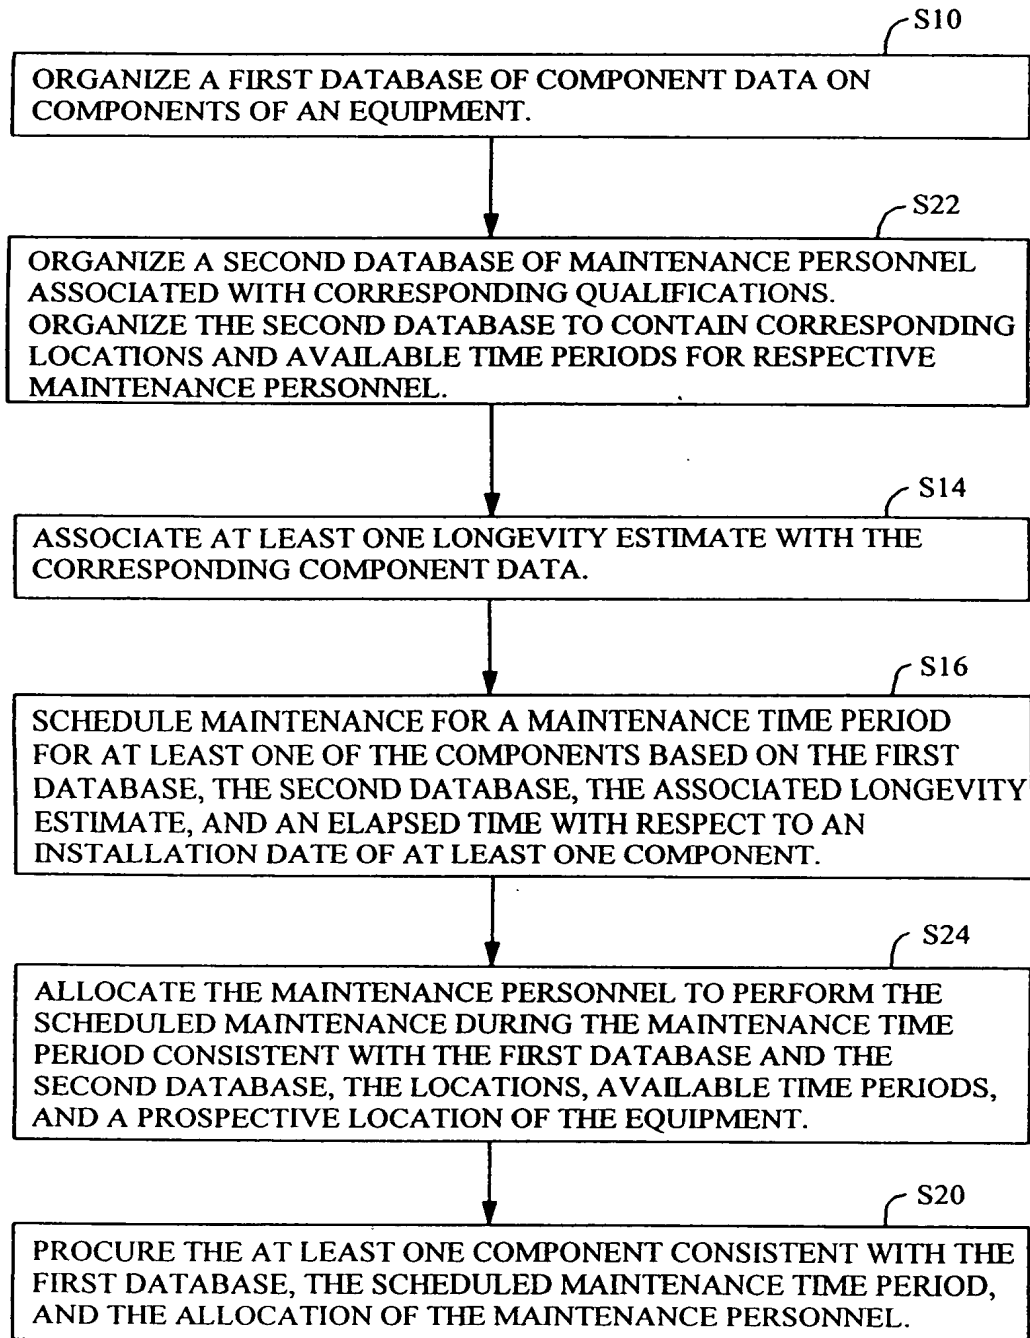 S10
ORGANIZE A FIRST DATABASE OF COMPONENT DATA ON
COMPONENTS OF AN EQUIPMENT.
S22
ORGANIZE A SECOND DATABASE OF MAINTENANCE PERSONNEL
ASSOCIATED WITH CORRESPONDING QUALIFICATIONS.
ORGANIZE THE SECOND DATABASE TO CONTAIN CORRESPONDING
LOCATIONS AND AVAILABLE TIME PERIODS FOR RESPECTIVE
MAINTENANCE PERSONNEL.
S14
ASSOCIATE AT LEAST ONE LONGEVITY ESTIMATE WITH THE
CORRESPONDING COMPONENT DATA.
S16
SCHEDULE MAINTENANCE FOR A MAINTENANCE TIME PERIOD
FOR AT LEAST ONE OF THE COMPONENTS BASED ON THE FIRST
DATABASE, THE SECOND DATABASE, THE ASSOCIATED LONGEVITY
ESTIMATE, AND AN ELAPSED TIME WITH RESPECT TO AN
INSTALLATION DATE OF AT LEAST ONE COMPONENT.
S24
ALLOCATE THE MAINTENANCE PERSONNEL TO PERFORM THE
SCHEDULED MAINTENANCE DURING THE MAINTENANCE TIME
PERIOD CONSISTENT WITH THE FIRST DATABASE AND THE
SECOND DATABASE, THE LOCATIONS, AVAILABLE TIME PERIODS,
AND A PROSPECTIVE LOCATION OF THE EQUIPMENT.
S20
PROCURE THE AT LEAST ONE COMPONENT CONSISTENT WITH THE
FIRST DATABASE, THE SCHEDULED MAINTENANCE TIME PERIOD,
AND THE ALLOCATION OF THE MAINTENANCE PERSONNEL.